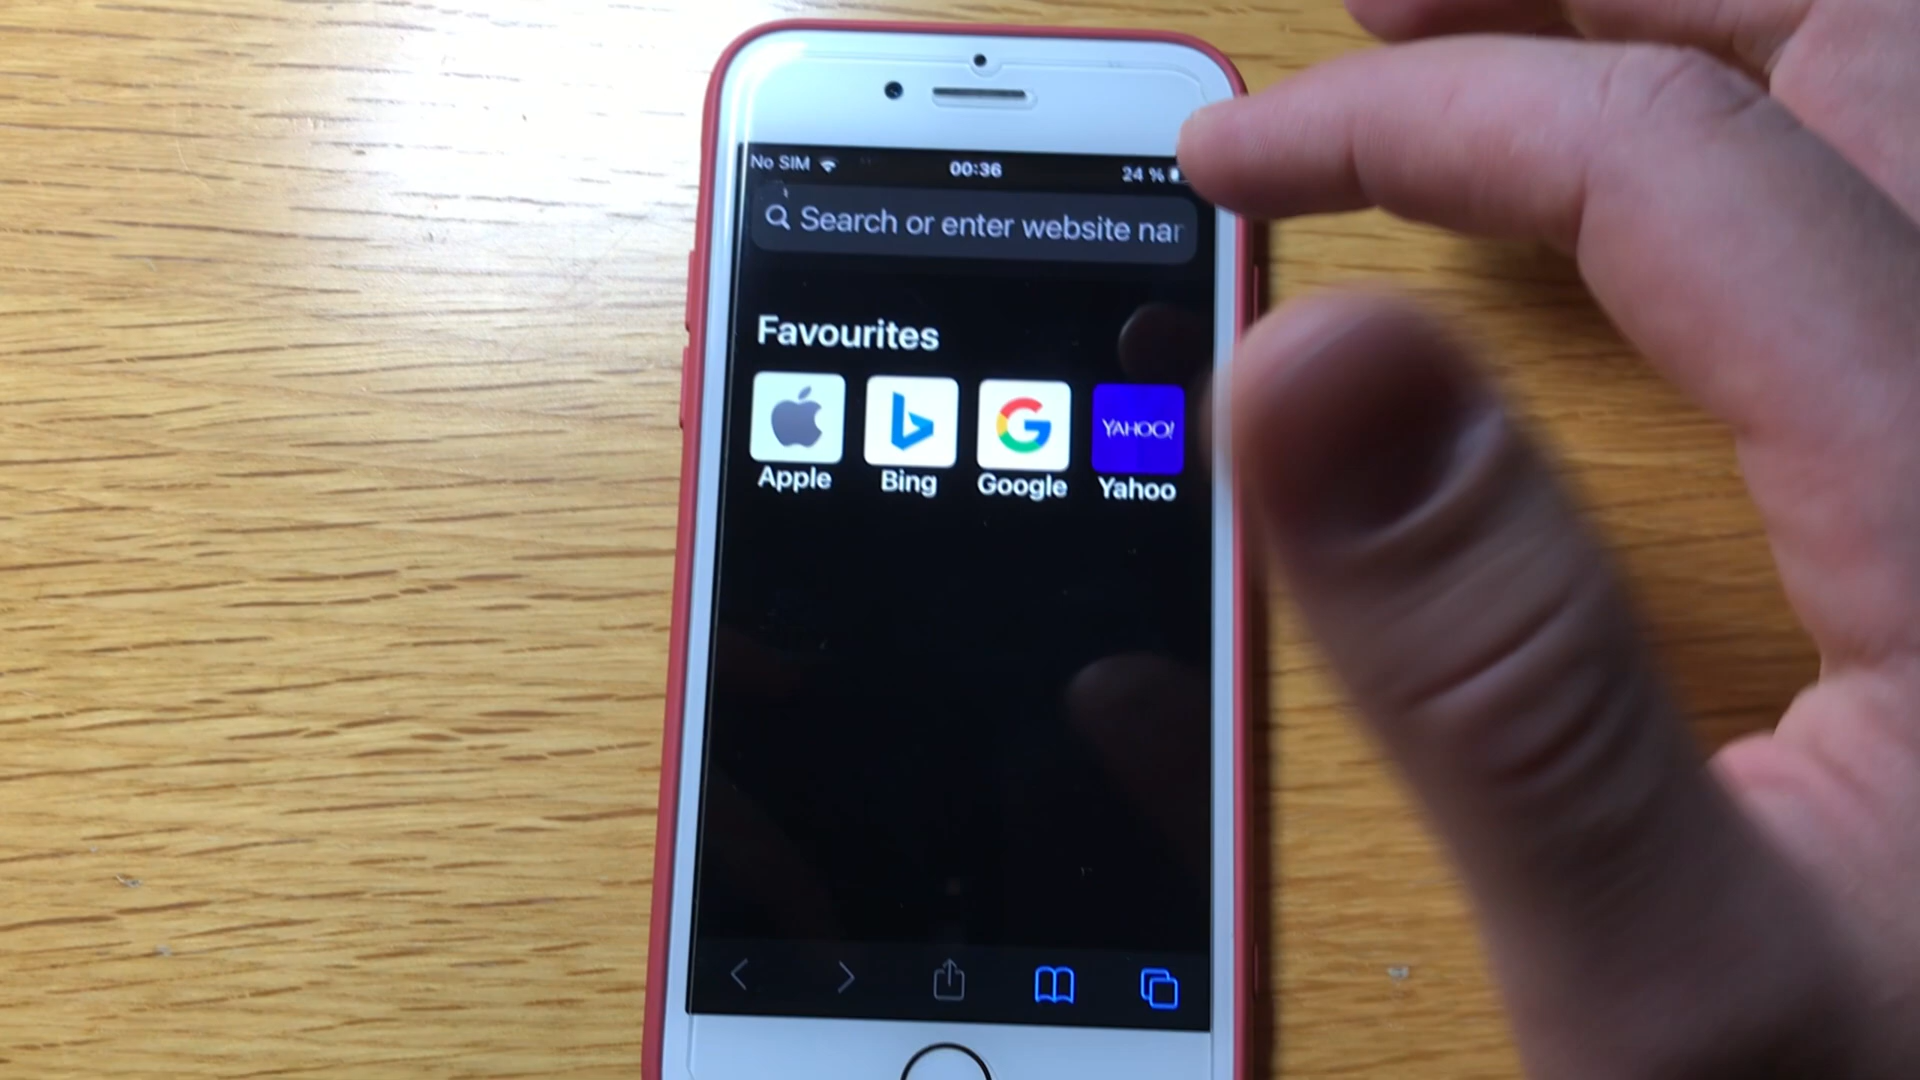 No SIM 00:36 24 %
Search or enter website nar
Favourites
YAHOO!
Apple Bing Google Yahoo